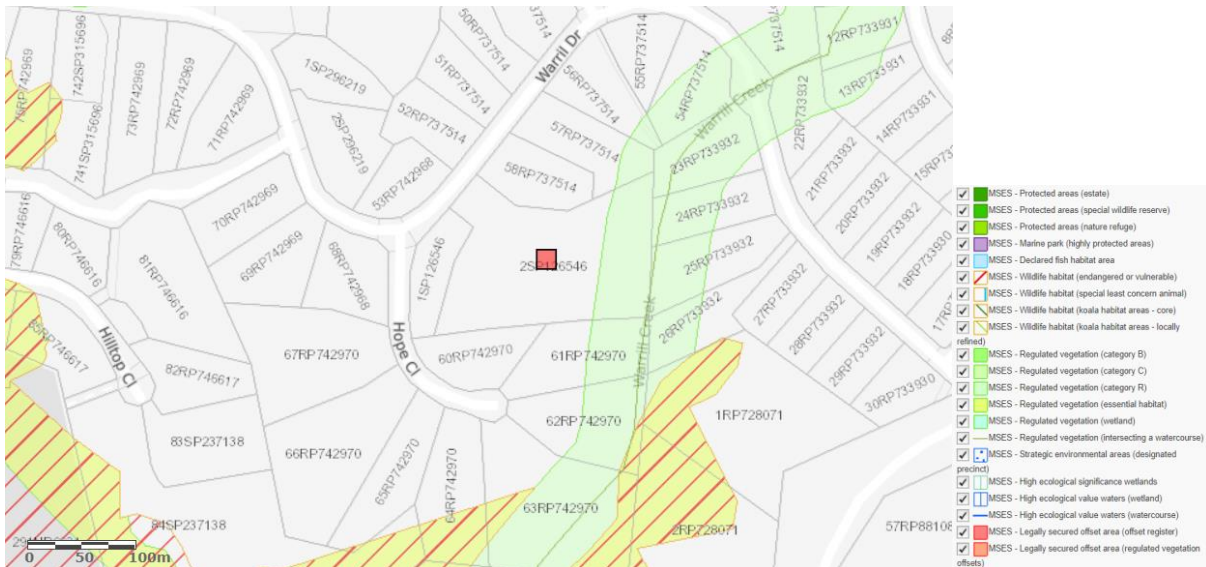 50RP737514
737514
12RP733931
742SP315696
1SP296219
51RP737514
Warril Dr
56RP737514
55RP737514
54RP737514
13RP733931
741SP315696
73RP742969
72RP742969
71RP742969
52RP737514
57RP737514
Warrill Creek
22RP733932
14RP733931
2SP296219
23RP733932
58RP737514
21RP733932
53RP742968
70RP742969
24RP733932
20RP733932
79RP746616
80RP746616
69RP742969
68RP742968
1SP126546
2SP126546
25RP733932
19RP733932
81RP746616
18RP733930
Hope Cl
Warrill Creek
26RP733932
27RP733932
Hilltop Cl
67RP742970
60RP742970
61RP742970
28RP733932
82RP746617
29RP733932
30RP733930
62RP742970
1RP728071
83SP237138
66RP742970
65RP742970
64RP742970
63RP742970
84SP237138
2RP728071
57RP88108
0 50 100m
MSES - Protected areas (estate)
MSES - Protected areas (special wildlife reserve)
MSES - Protected areas (nature refuge)
MSES - Marine park (highly protected areas)
MSES - Declared fish habitat area
MSES - Wildlife habitat (endangered or vulnerable)
MSES - Wildlife habitat (special least concern animal)
MSES - Wildlife habitat (koala habitat areas - core)
MSES - Wildlife habitat (koala habitat areas - locally
refined)
MSES - Regulated vegetation (category B)
MSES - Regulated vegetation (category C)
MSES - Regulated vegetation (category R)
MSES - Regulated vegetation (essential habitat)
MSES - Regulated vegetation (wetland)
MSES - Regulated vegetation (intersecting a watercourse)
MSES - Strategic environmental areas (designated
precinct)
MSES - High ecological significance wetlands
MSES - High ecological value waters (wetland)
MSES - High ecological value waters (watercourse)
MSES - Legally secured offset area (offset register)
MSES - Legally secured offset area (regulated vegetation
offsets)